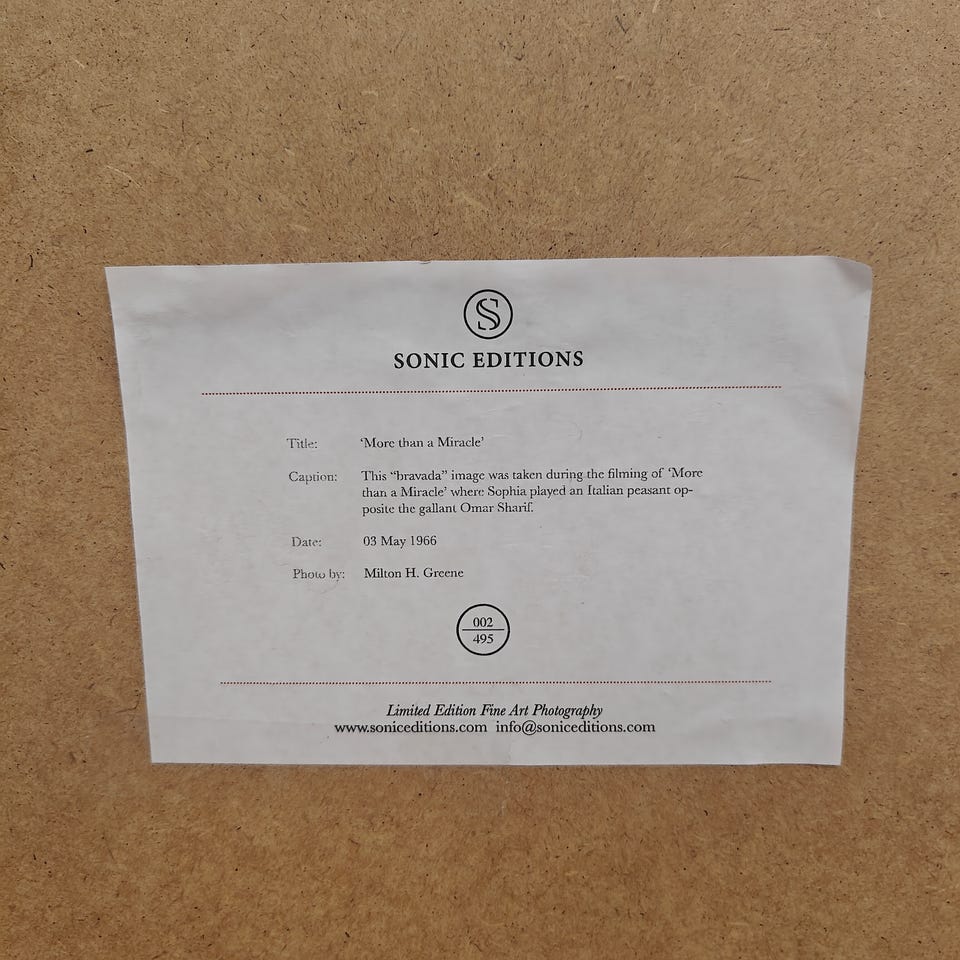 S
SONIC EDITIONS
Title: ‘More than a Miracle’
Caption: This “bravada” image was taken during the filming of ‘More
than a Miracle’ where Sophia played an Italian peasant op-
posite the gallant Omar Sharif.
Date: 03 May 1966
Photo by: Milton H. Greene
002
495
Limited Edition Fine Art Photography
www.soniceditions.com info@soniceditions.com